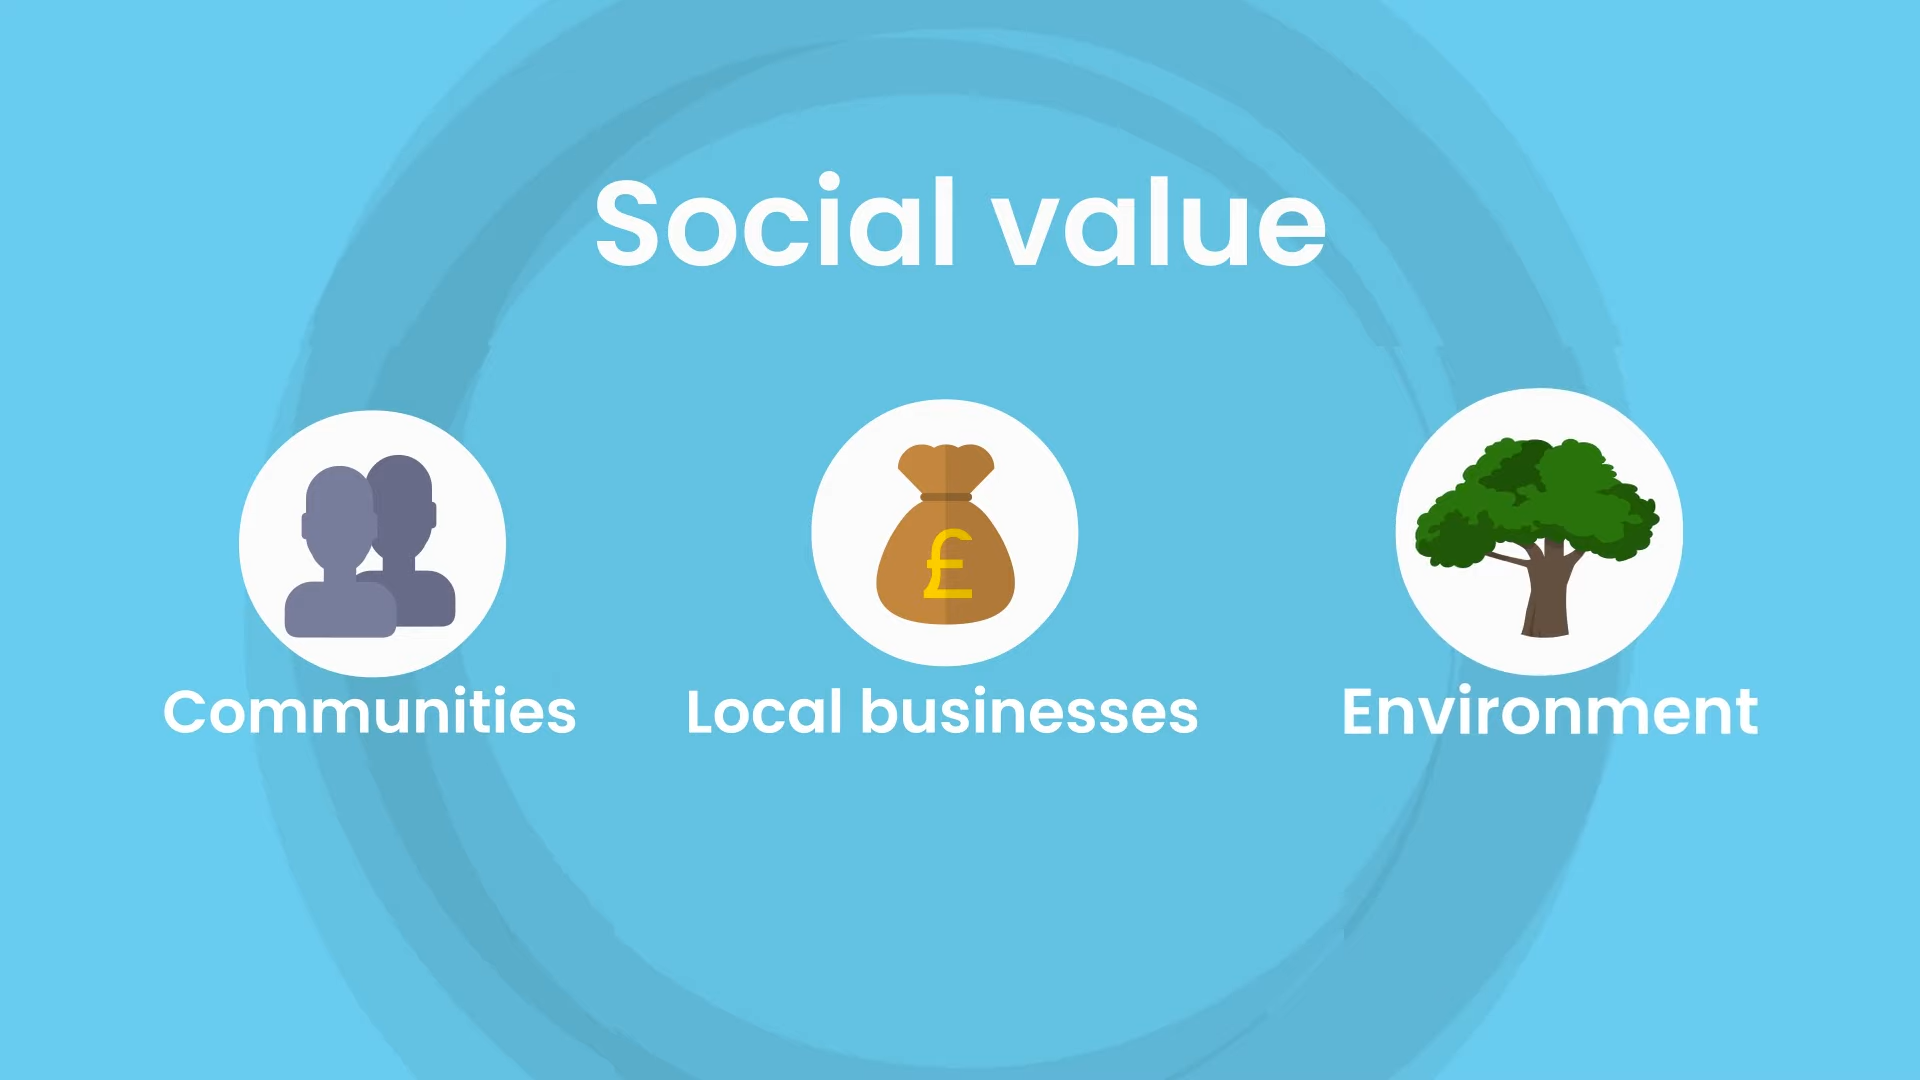 Social value
£
Communities
Local businesses
Environment